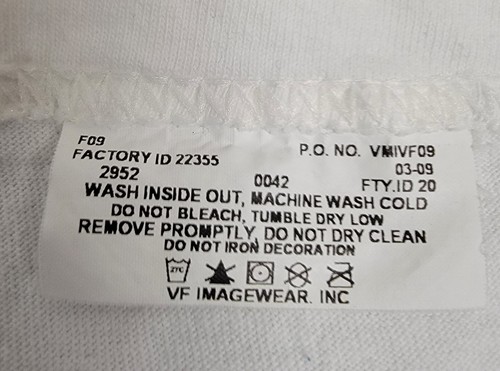 F09
FACTORY ID 22355 P.O. NO. VMIVF09
2952 0042 03-09
FTY.ID 20
WASH INSIDE OUT, MACHINE WASH COLD
DO NOT BLEACH, TUMBLE DRY LOW
REMOVE PROMPTLY, DO NOT DRY CLEAN
DO NOT IRON DECORATION
VF IMAGEWEAR. INC